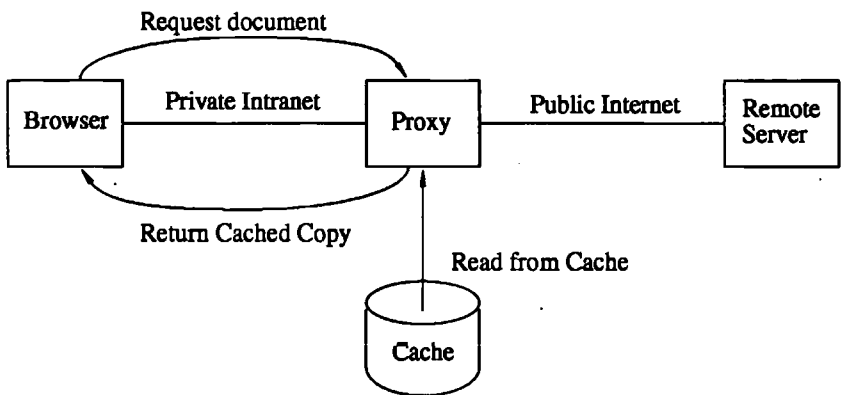 Request document
Browser
Private Intranet
Proxy
Public Internet
Remote
Server
Return Cached Copy
Read from Cache
Cache